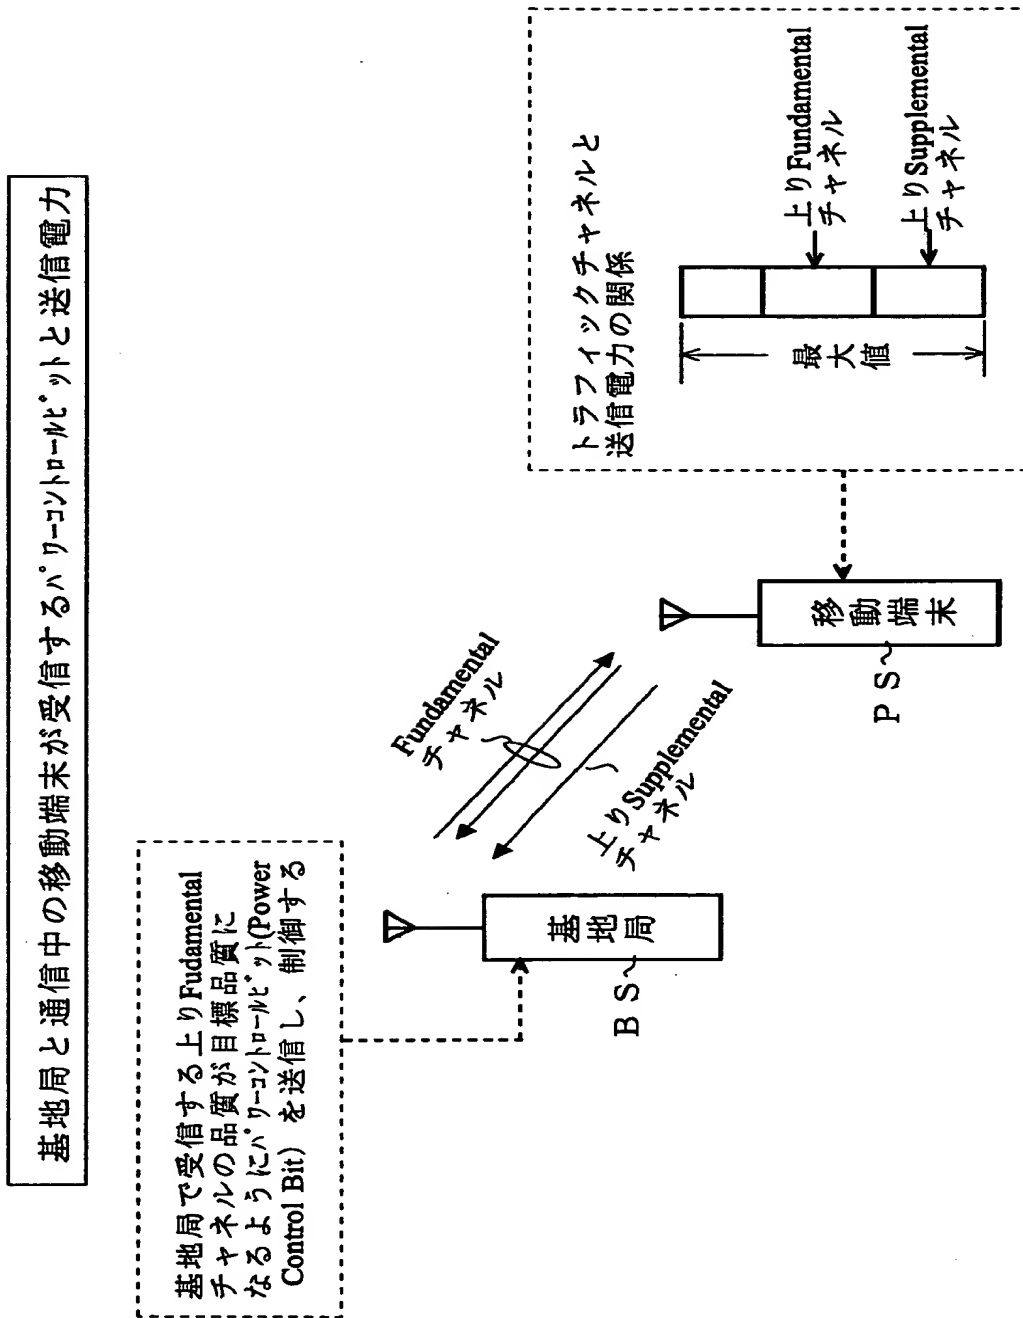 基地局と通信中の移動端末が受信するパワーコントロールビットと送信電力
基地局で受信する上りFudamental
チャネルの品質が目標品質に
なるようにパワーコントロールビット(Power
Control Bit) を送信し、制御する
基地局
BS
Fundamental
チャネル
上りSupplemental
チャネル
移動端末
PS
トラフィックチャネルと
送信電力の関係
最大値
上りFundamental
チャネル
上りSupplemental
チャネル